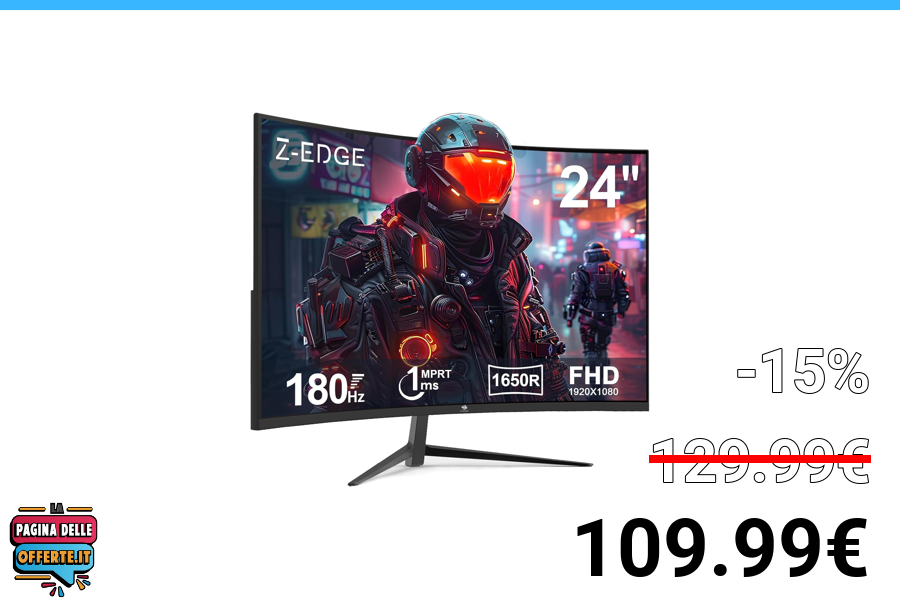 Z-EDGE
24"
180Hz
1 MPRT
ms
1650R
FHD
1920X1080
-15%
129.99€
109.99€
LA
PAGINA DELLE
OFFERTE.IT